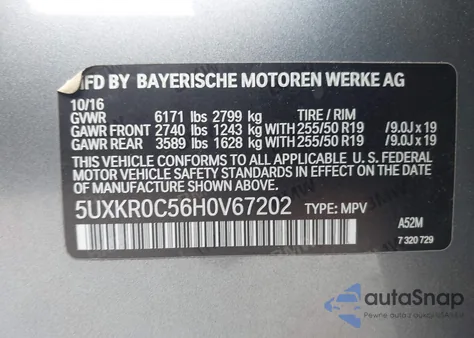 MFD BY BAYERISCHE MOTOREN WERKE AG
10/16
GVWR 6171 lbs 2799 kg TIRE / RIM
GAWR FRONT 2740 lbs 1243 kg WITH 255/50 R19 /9.0J x 19
GAWR REAR 3589 lbs 1628 kg WITH 255/50 R19 /9.0J x 19
THIS VEHICLE CONFORMS TO ALL APPLICABLE U. S. FEDERAL
MOTOR VEHICLE SAFETY STANDARDS IN EFFECT
ON THE DATE OF MANUFACTURE SHOWN ABOVE.
5UXKR0C56H0V67202 TYPE: MPV
A52M
7 320 729
autoSnap
Pewne auta z